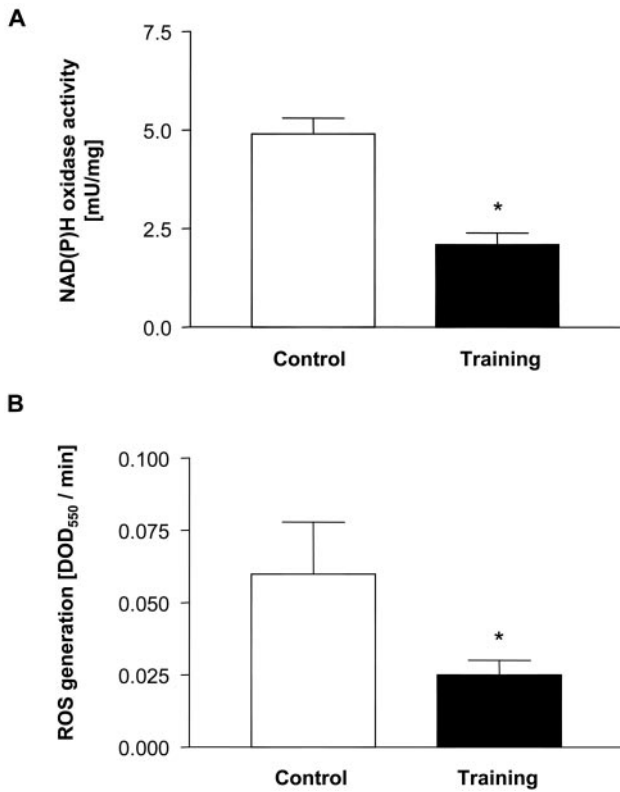 A
NAD(P)H oxidase activity
[mU/mg]
7.5
5.0
2.5
0.0
*
Control
Training
B
ROS generation [DOD₅₅₀ / min]
0.100
0.075
0.050
0.025
0.000
*
Control
Training